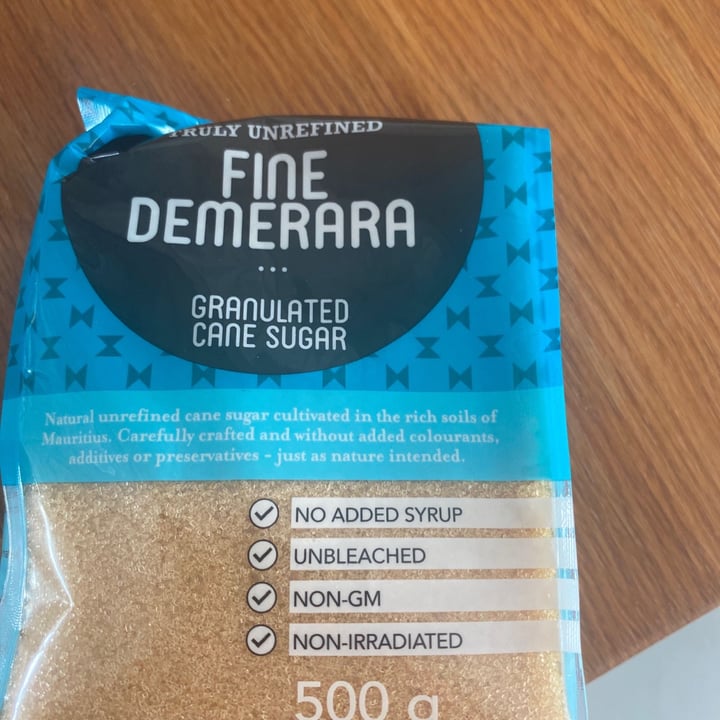 TRULY UNREFINED
FINE
DEMERARA
GRANULATED
CANE SUGAR
Natural unrefined cane sugar cultivated in the rich soils of
Mauritius. Carefully crafted and without added colourants,
additives or preservatives - just as nature intended.
NO ADDED SYRUP
UNBLEACHED
NON-GM
NON-IRRADIATED
500 g